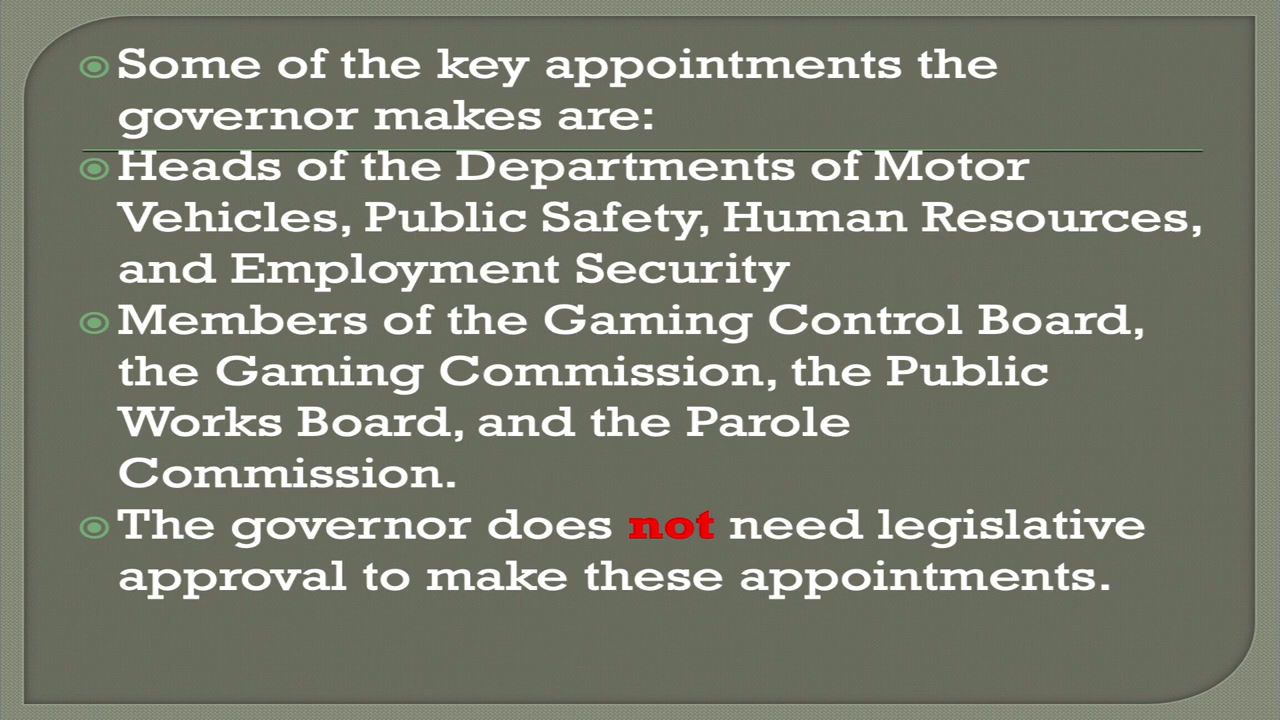 Some of the key appointments the
governor makes are:
Heads of the Departments of Motor
Vehicles, Public Safety, Human Resources,
and Employment Security
Members of the Gaming Control Board,
the Gaming Commission, the Public
Works Board, and the Parole
Commission.
The governor does not need legislative
approval to make these appointments.